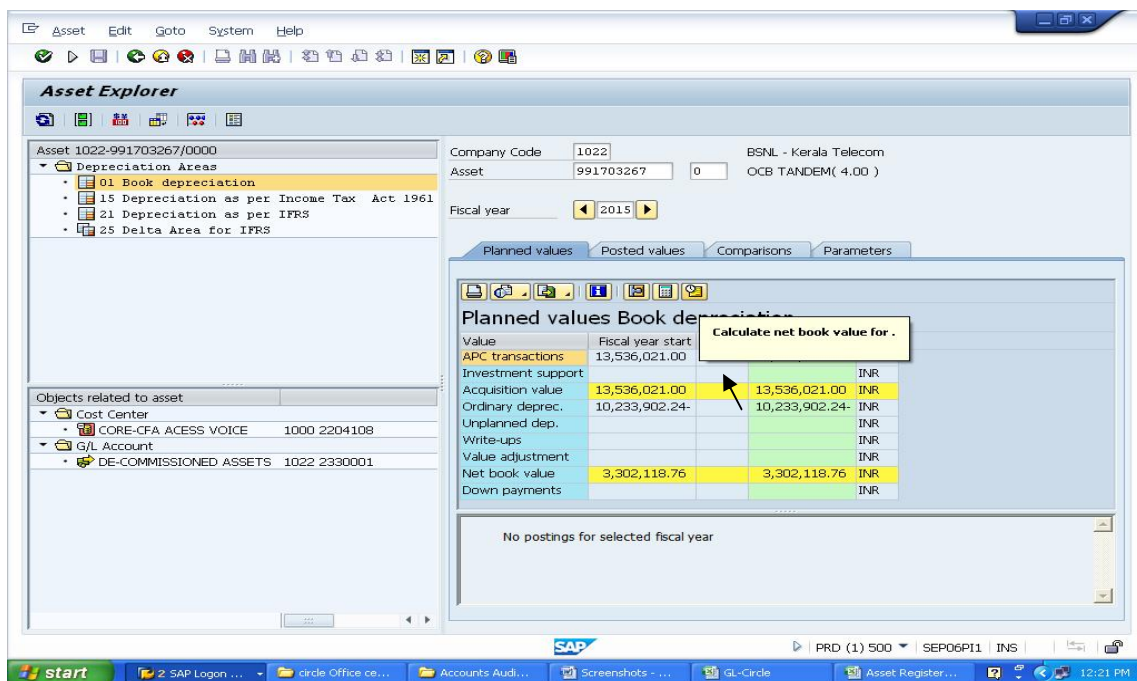 Asset Edit Goto System Help
Asset Explorer
Asset 1022-991703267/0000
Depreciation Areas
01 Book depreciation
15 Depreciation as per Income Tax Act 1961
21 Depreciation as per IFRS
25 Delta Area for IFRS
Objects related to asset
Cost Center
CORE-CFA ACESS VOICE 1000 2204108
G/L Account
DE-COMMISSIONED ASSETS 1022 2330001
Company Code 1022 BSNL - Kerala Telecom
Asset 991703267 0 OCB TANDEM( 4.00 )
Fiscal year 2015
Planned values Posted values Comparisons Parameters
Planned values Book depreciation
Calculate net book value for .
Value Fiscal year start
APC transactions 13,536,021.00
Investment support INR
Acquisition value 13,536,021.00 13,536,021.00 INR
Ordinary deprec. 10,233,902.24- 10,233,902.24- INR
Unplanned dep. INR
Write-ups INR
Value adjustment INR
Net book value 3,302,118.76 3,302,118.76 INR
Down payments INR
No postings for selected fiscal year
SAP PRD (1) 500 SEP06PI1 INS
start 2 SAP Logon ... circle Office ce... Accounts Audi... Screenshots - ... GL-Circle Asset Register... 12:21 PM